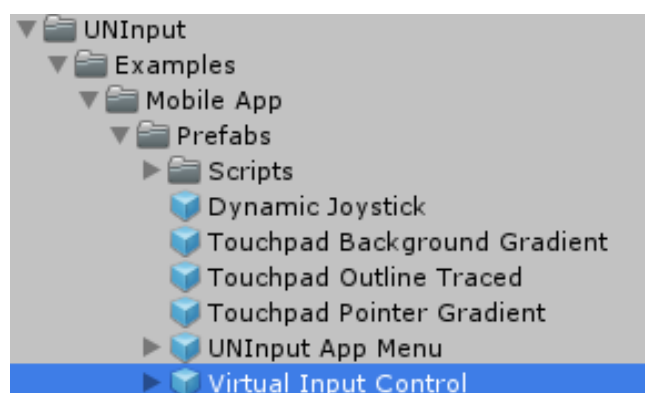 UNInput
Examples
Mobile App
Prefabs
Scripts
Dynamic Joystick
Touchpad Background Gradient
Touchpad Outline Traced
Touchpad Pointer Gradient
UNInput App Menu
Virtual Input Control